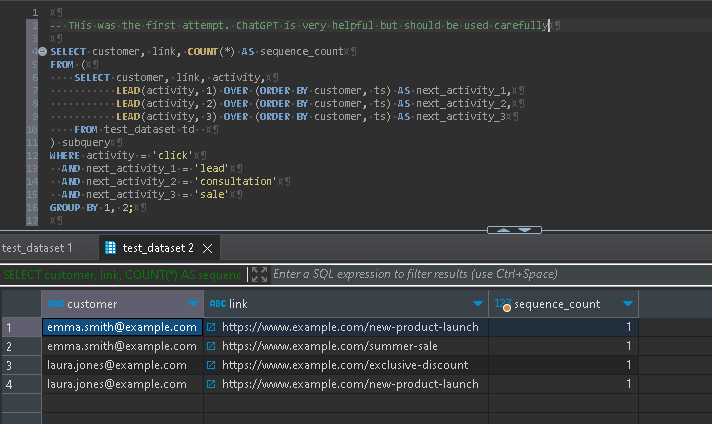 1
2 -- THis was the first attempt. ChatGPT is very helpful but should be used carefully
3
4 SELECT customer, link, COUNT(*) AS sequence_count
5 FROM (
6 SELECT customer, link, activity,
7 LEAD(activity, 1) OVER (ORDER BY customer, ts) AS next_activity_1,
8 LEAD(activity, 2) OVER (ORDER BY customer, ts) AS next_activity_2,
9 LEAD(activity, 3) OVER (ORDER BY customer, ts) AS next_activity_3
10 FROM test_dataset td
11 ) subquery
12 WHERE activity = 'click'
13 AND next_activity_1 = 'lead'
14 AND next_activity_2 = 'consultation'
15 AND next_activity_3 = 'sale'
16 GROUP BY 1, 2;
17
test_dataset 1 test_dataset 2
SELECT customer, link, COUNT(*) AS sequenc Enter a SQL expression to filter results (use Ctrl+Space)
ABC customer ABC link 123 sequence_count
1 emma.smith@example.com https://www.example.com/new-product-launch 1
2 emma.smith@example.com https://www.example.com/summer-sale 1
3 laura.jones@example.com https://www.example.com/exclusive-discount 1
4 laura.jones@example.com https://www.example.com/new-product-launch 1